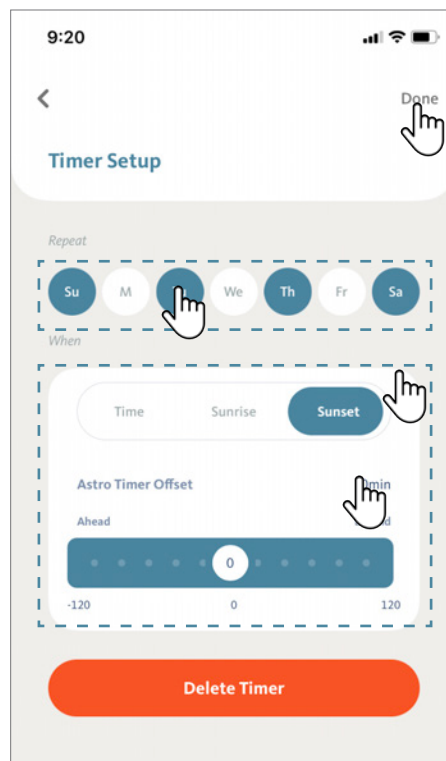 9:20
Done
Timer Setup
Repeat
Su M We Th Fr Sa
When
Time Sunrise Sunset
Astro Timer Offset
Ahead
0
-120 0 120
Delete Timer